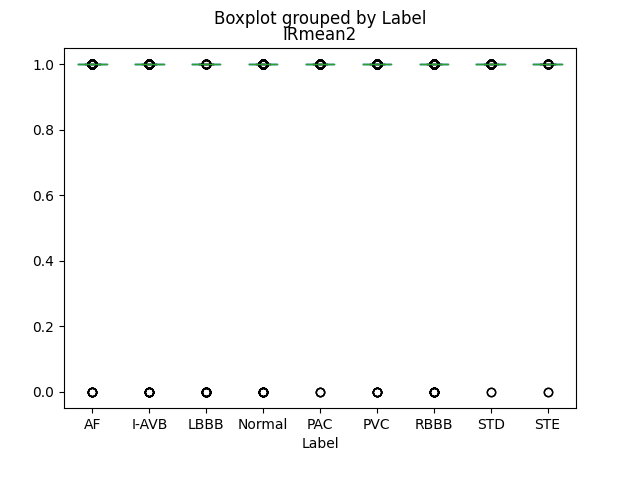 Boxplot grouped by Label
IRmean2
1.0
0.8
0.6
0.4
0.2
0.0
AF I-AVB LBBB Normal PAC PVC RBBB STD STE
Label